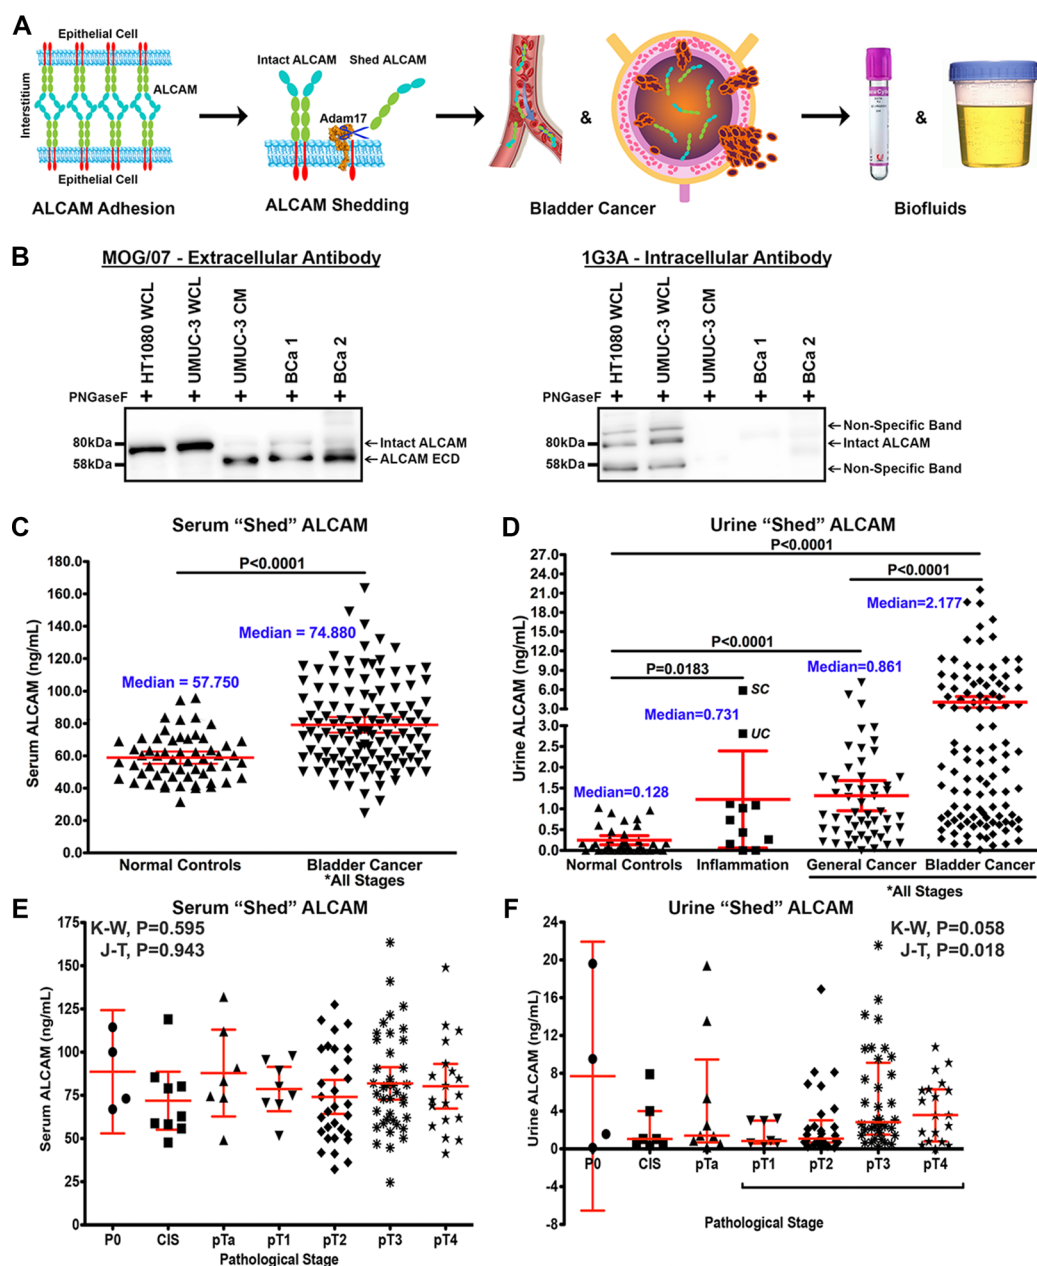 A
Epithelial Cell
Interstitium
ALCAM
Epithelial Cell
ALCAM Adhesion
Intact ALCAM
Shed ALCAM
Adam17
ALCAM Shedding
&
Bladder Cancer
&
Biofluids
B
MOG/07 - Extracellular Antibody
HT1080 WCL
UMUC-3 WCL
UMUC-3 CM
BCa 1
BCa 2
PNGaseF + + + + +
80kDa
58kDa
←Intact ALCAM
←ALCAM ECD
1G3A - Intracellular Antibody
HT1080 WCL
UMUC-3 WCL
UMUC-3 CM
BCa 1
BCa 2
PNGaseF + + + + +
80kDa
58kDa
←Non-Specific Band
←Intact ALCAM
←Non-Specific Band
C
Serum “Shed” ALCAM
Serum ALCAM (ng/mL)
180.0
160.0
140.0
120.0
100.0
80.0
60.0
40.0
20.0
0.0
P<0.0001
Median = 74.880
Median = 57.750
Normal Controls
Bladder Cancer
*All Stages
D
Urine “Shed” ALCAM
Urine ALCAM (ng/mL)
27.0
24.0
21.0
18.0
15.0
12.0
9.0
6.0
3.0
3.0
2.5
2.0
1.5
1.0
0.5
0.0
P<0.0001
P<0.0001
Median=2.177
P<0.0001
P=0.0183
Median=0.861
SC
Median=0.731
UC
Median=0.128
Normal Controls
Inflammation
General Cancer
Bladder Cancer
*All Stages
E
Serum “Shed” ALCAM
K-W, P=0.595
J-T, P=0.943
Serum ALCAM (ng/mL)
175
150
125
100
75
50
25
0
P0 CIS pTa pT1 pT2 pT3 pT4
Pathological Stage
F
Urine “Shed” ALCAM
K-W, P=0.058
J-T, P=0.018
Urine ALCAM (ng/mL)
24
20
16
12
8
4
0
-4
-8
P0 CIS pTa pT1 pT2 pT3 pT4
Pathological Stage